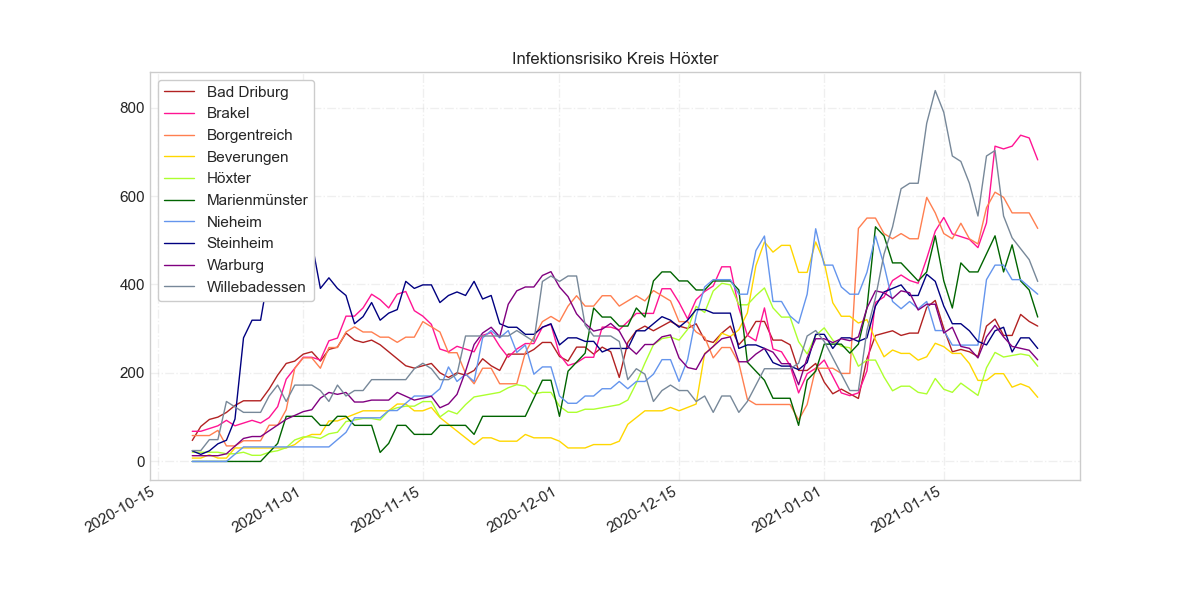 Infektionsrisiko Kreis Höxter
Bad Driburg
Brakel
Borgentreich
Beverungen
Höxter
Marienmünster
Nieheim
Steinheim
Warburg
Willebadessen
800
600
400
200
0
2020-10-15
2020-11-01
2020-11-15
2020-12-01
2020-12-15
2021-01-01
2021-01-15